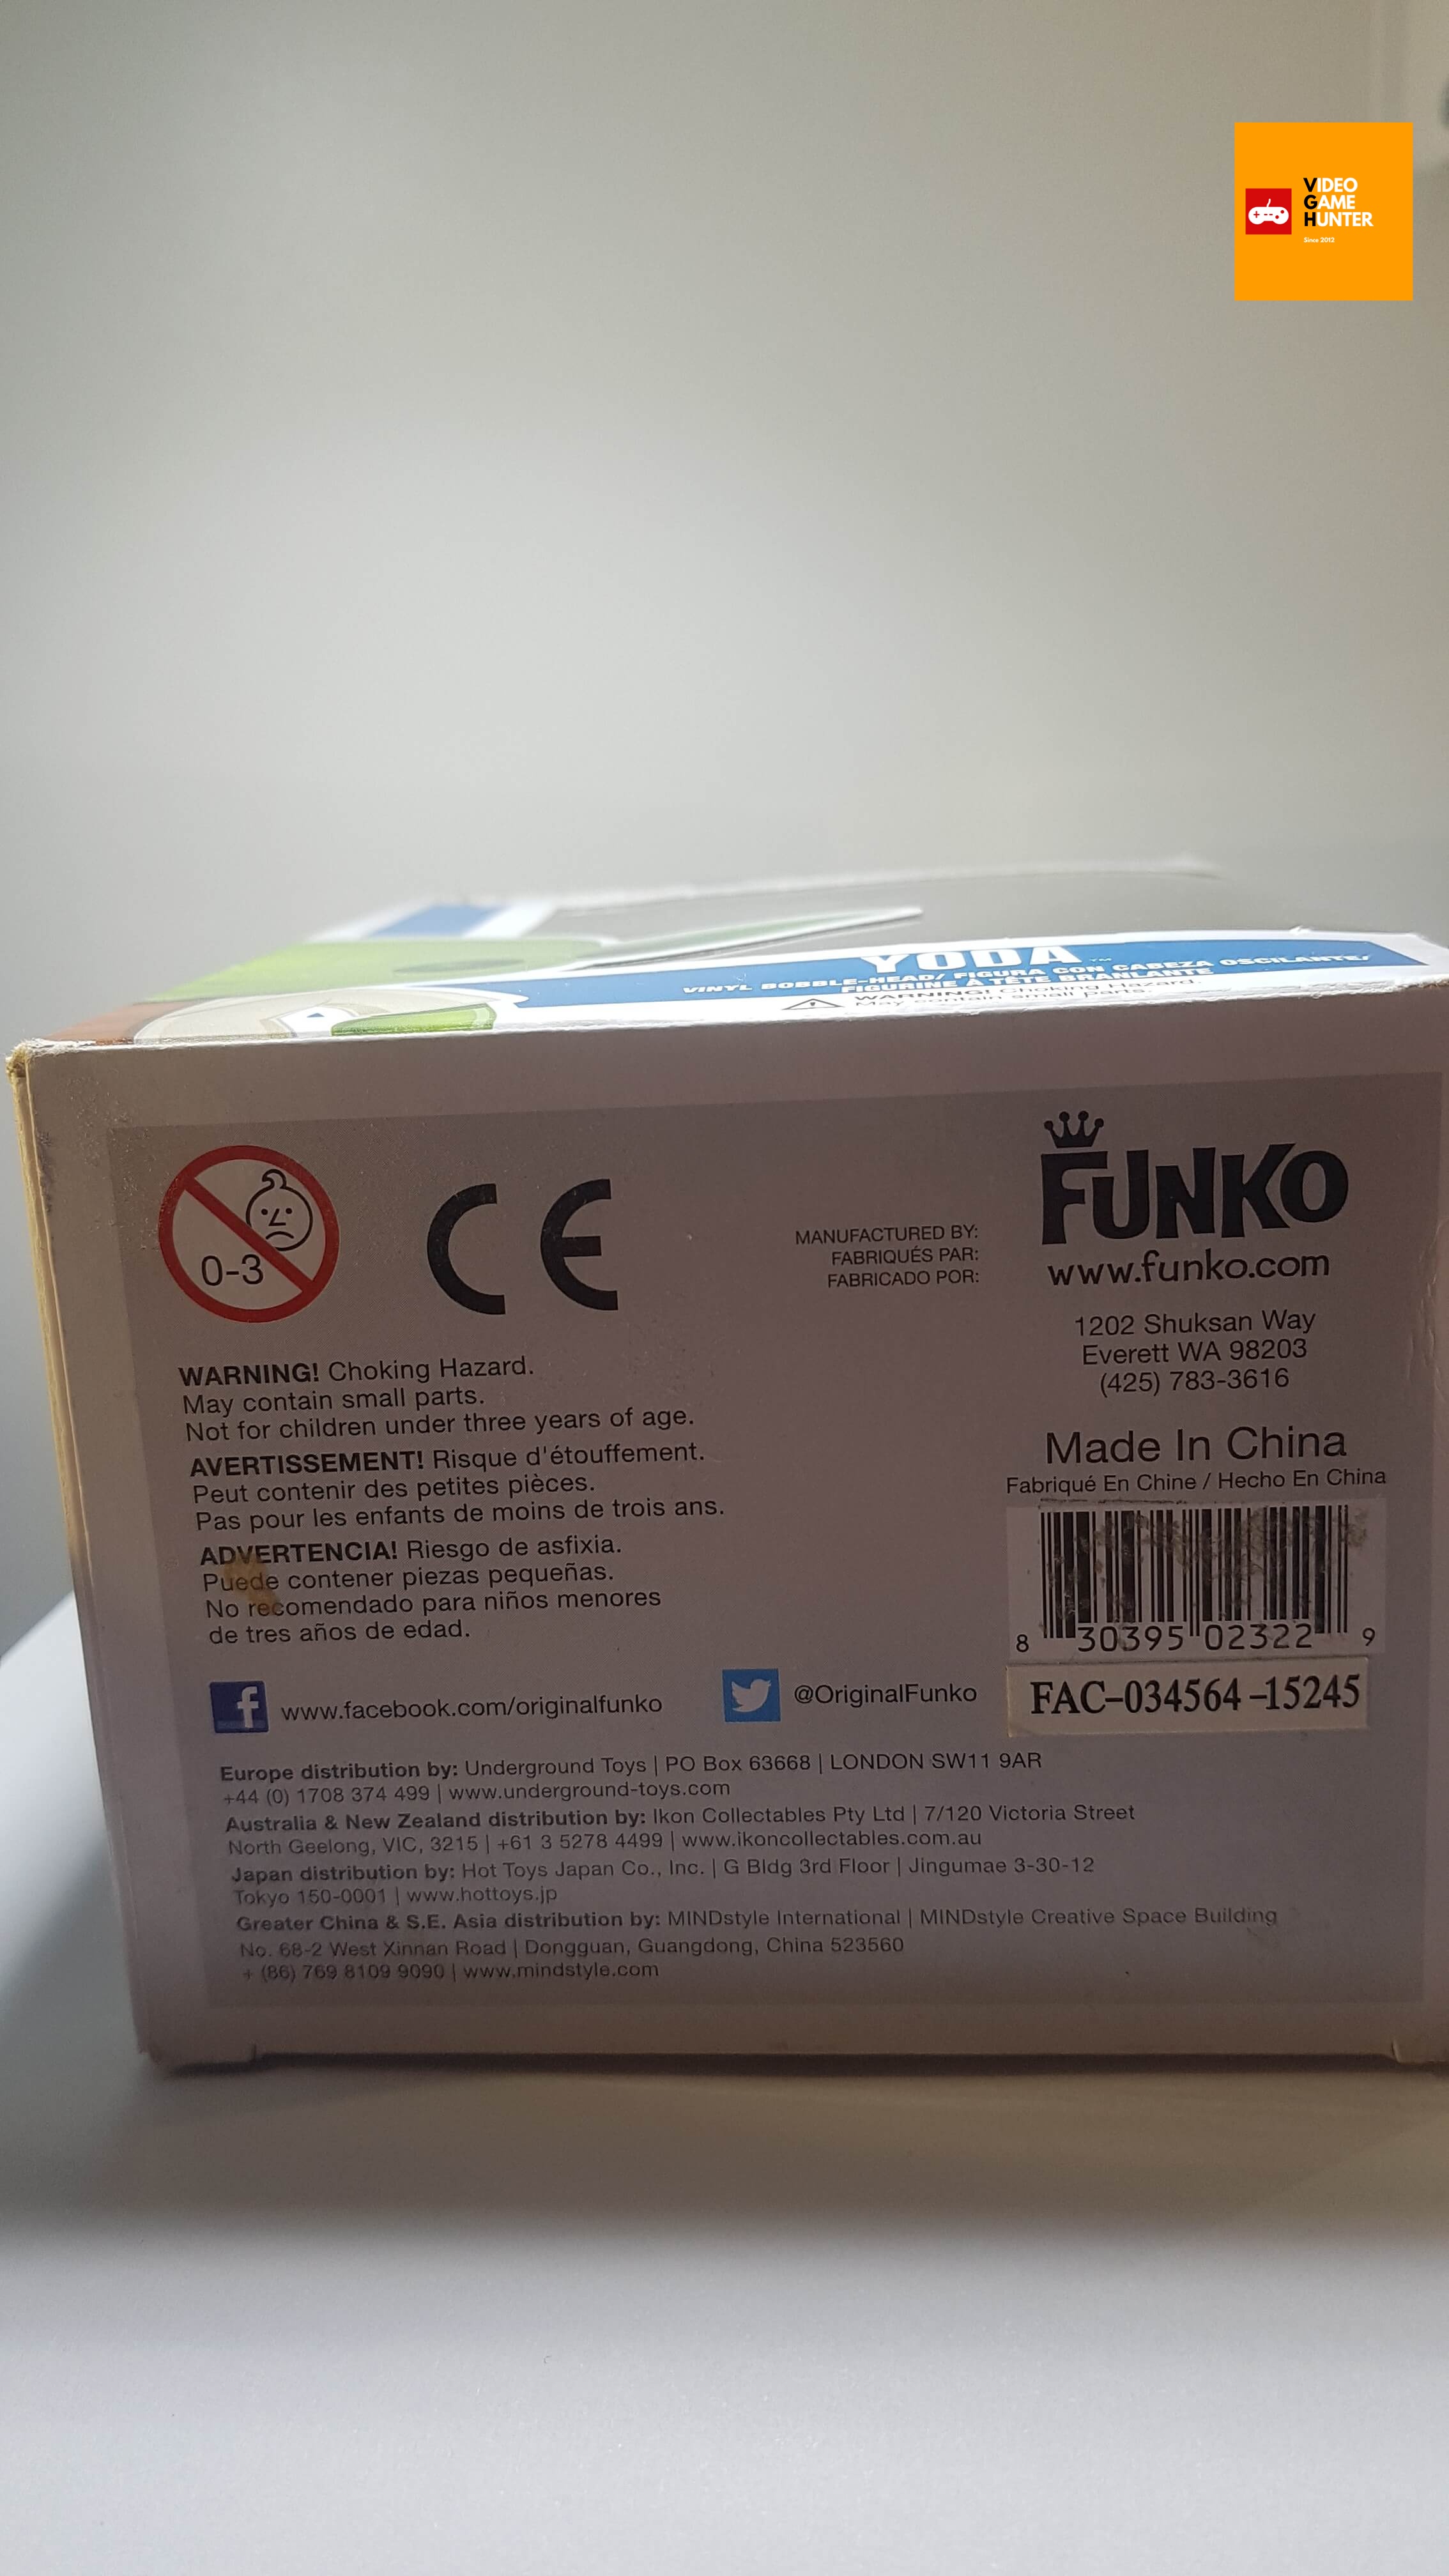 VIDEO
GAME
HUNTER
Since 2012
YODA™
VINYL BOBBLE-HEAD/ FIGURA CON CABEZA OSCILANTE/
FIGURINE À TÊTE BRANLANTE
WARNING! Choking Hazard.
May contain small parts.
0-3
CE
MANUFACTURED BY:
FABRIQUÉS PAR:
FABRICADO POR:
FUNKO
www.funko.com
1202 Shuksan Way
Everett WA 98203
(425) 783-3616
Made In China
Fabriqué En Chine / Hecho En China
WARNING! Choking Hazard.
May contain small parts.
Not for children under three years of age.
AVERTISSEMENT! Risque d'étouffement.
Peut contenir des petites pièces.
Pas pour les enfants de moins de trois ans.
ADVERTENCIA! Riesgo de asfixia.
Puede contener piezas pequeñas.
No recomendado para niños menores
de tres años de edad.
8 30395 02322 9
FAC-034564-15245
f www.facebook.com/originalfunko
@OriginalFunko
Europe distribution by: Underground Toys | PO Box 63668 | LONDON SW11 9AR
+44 (0) 1708 374 499 | www.underground-toys.com
Australia & New Zealand distribution by: Ikon Collectables Pty Ltd | 7/120 Victoria Street
North Geelong, VIC, 3215 | +61 3 5278 4499 | www.ikoncollectables.com.au
Japan distribution by: Hot Toys Japan Co., Inc. | G Bldg 3rd Floor | Jingumae 3-30-12
Tokyo 150-0001 | www.hottoys.jp
Greater China & S.E. Asia distribution by: MINDstyle International | MINDstyle Creative Space Building
No. 68-2 West Xinnan Road | Dongguan, Guangdong, China 523560
+ (86) 769 8109 9090 | www.mindstyle.com